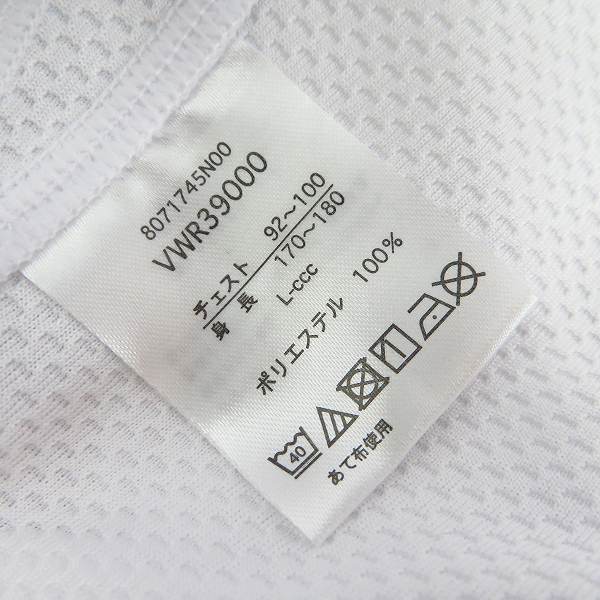 8071745N00
VWR39000
チェスト 92～100
身長 170～180
L-ccc
ポリエステル 100%
40
あて布使用